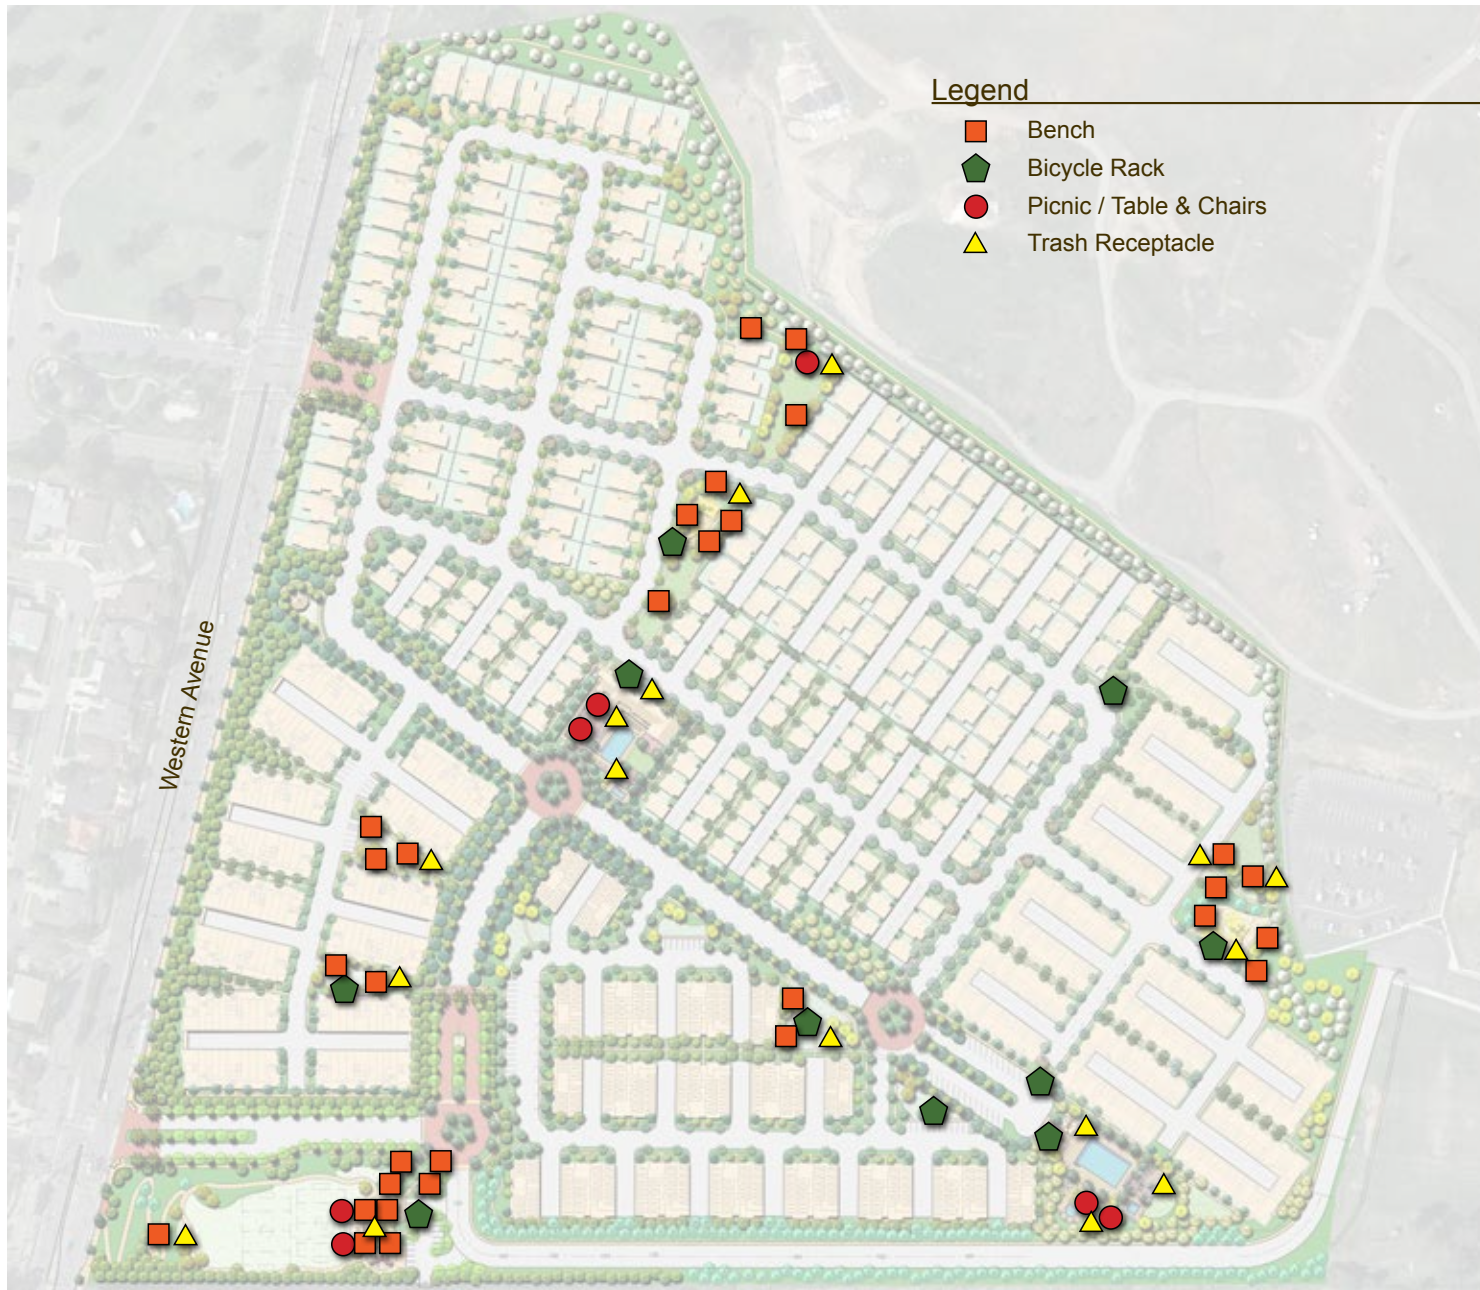 Legend
Bench
Bicycle Rack
Picnic / Table & Chairs
Trash Receptacle
Western Avenue